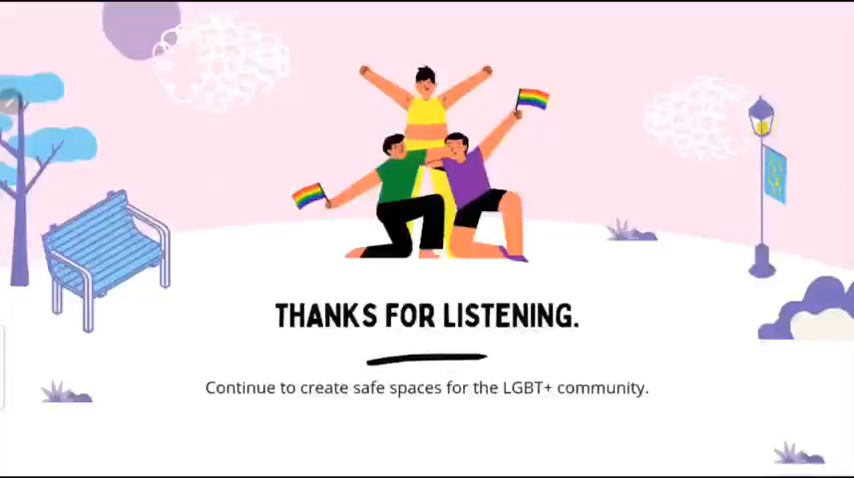 THANKS FOR LISTENING.
Continue to create safe spaces for the LGBT+ community.